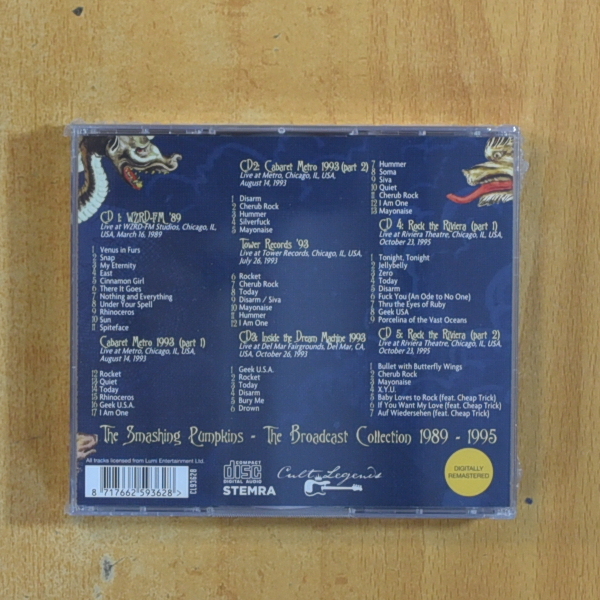 CD 1: WZRD-FM '89
Live at WZRD-FM Studios, Chicago, IL,
USA, March 16, 1989
1 Venus in Furs
2 Snap
3 My Eternity
4 East
5 Cinnamon Girl
6 There It Goes
7 Nothing and Everything
8 Under Your Spell
9 Rhinoceros
10 Sun
11 Spiteface
Cabaret Metro 1993 (part 1)
Live at Metro, Chicago, IL, USA,
August 14, 1993
12 Rocket
13 Quiet
14 Today
15 Rhinoceros
16 Geek U.S.A.
17 I Am One
CD2: Cabaret Metro 1993 (part 2)
Live at Metro, Chicago, IL, USA,
August 14, 1993
1 Disarm
2 Cherub Rock
3 Hummer
4 Silverfuck
5 Mayonaise
Tower Records '93
Live at Tower Records, Chicago, IL, USA,
July 26, 1993
6 Rocket
7 Cherub Rock
8 Today
9 Disarm / Siva
10 Mayonaise
11 Hummer
12 I Am One
CD3: Inside the Dream Machine 1993
Live at Del Mar Fairgrounds, Del Mar, CA,
USA, October 26, 1993
1 Geek U.S.A.
2 Rocket
3 Today
4 Disarm
5 Bury Me
6 Drown
7 Hummer
8 Soma
9 Siva
10 Quiet
11 Cherub Rock
12 I Am One
13 Mayonaise
CD 4: Rock the Riviera (part 1)
Live at Riviera Theatre, Chicago, IL, USA,
October 23, 1995
1 Tonight, Tonight
2 Jellybelly
3 Zero
4 Today
5 Disarm
6 Fuck You (An Ode to No One)
7 Thru the Eyes of Ruby
8 Geek USA
9 Porcelina of the Vast Oceans
CD 5: Rock the Riviera (part 2)
Live at Riviera Theatre, Chicago, IL, USA,
October 23, 1995
1 Bullet with Butterfly Wings
2 Cherub Rock
3 Mayonaise
4 X.Y.U.
5 Baby Loves to Rock (feat. Cheap Trick)
6 If You Want My Love (feat. Cheap Trick)
7 Auf Wiedersehen (feat. Cheap Trick)
The Smashing Pumpkins - The Broadcast Collection 1989 - 1995
All tracks licensed from Lumi Entertainment Ltd.
8 717662 593628 >
CL93628
COMPACT
disc
DIGITAL AUDIO
STEMRA
Cult Legends
DIGITALLY
REMASTERED